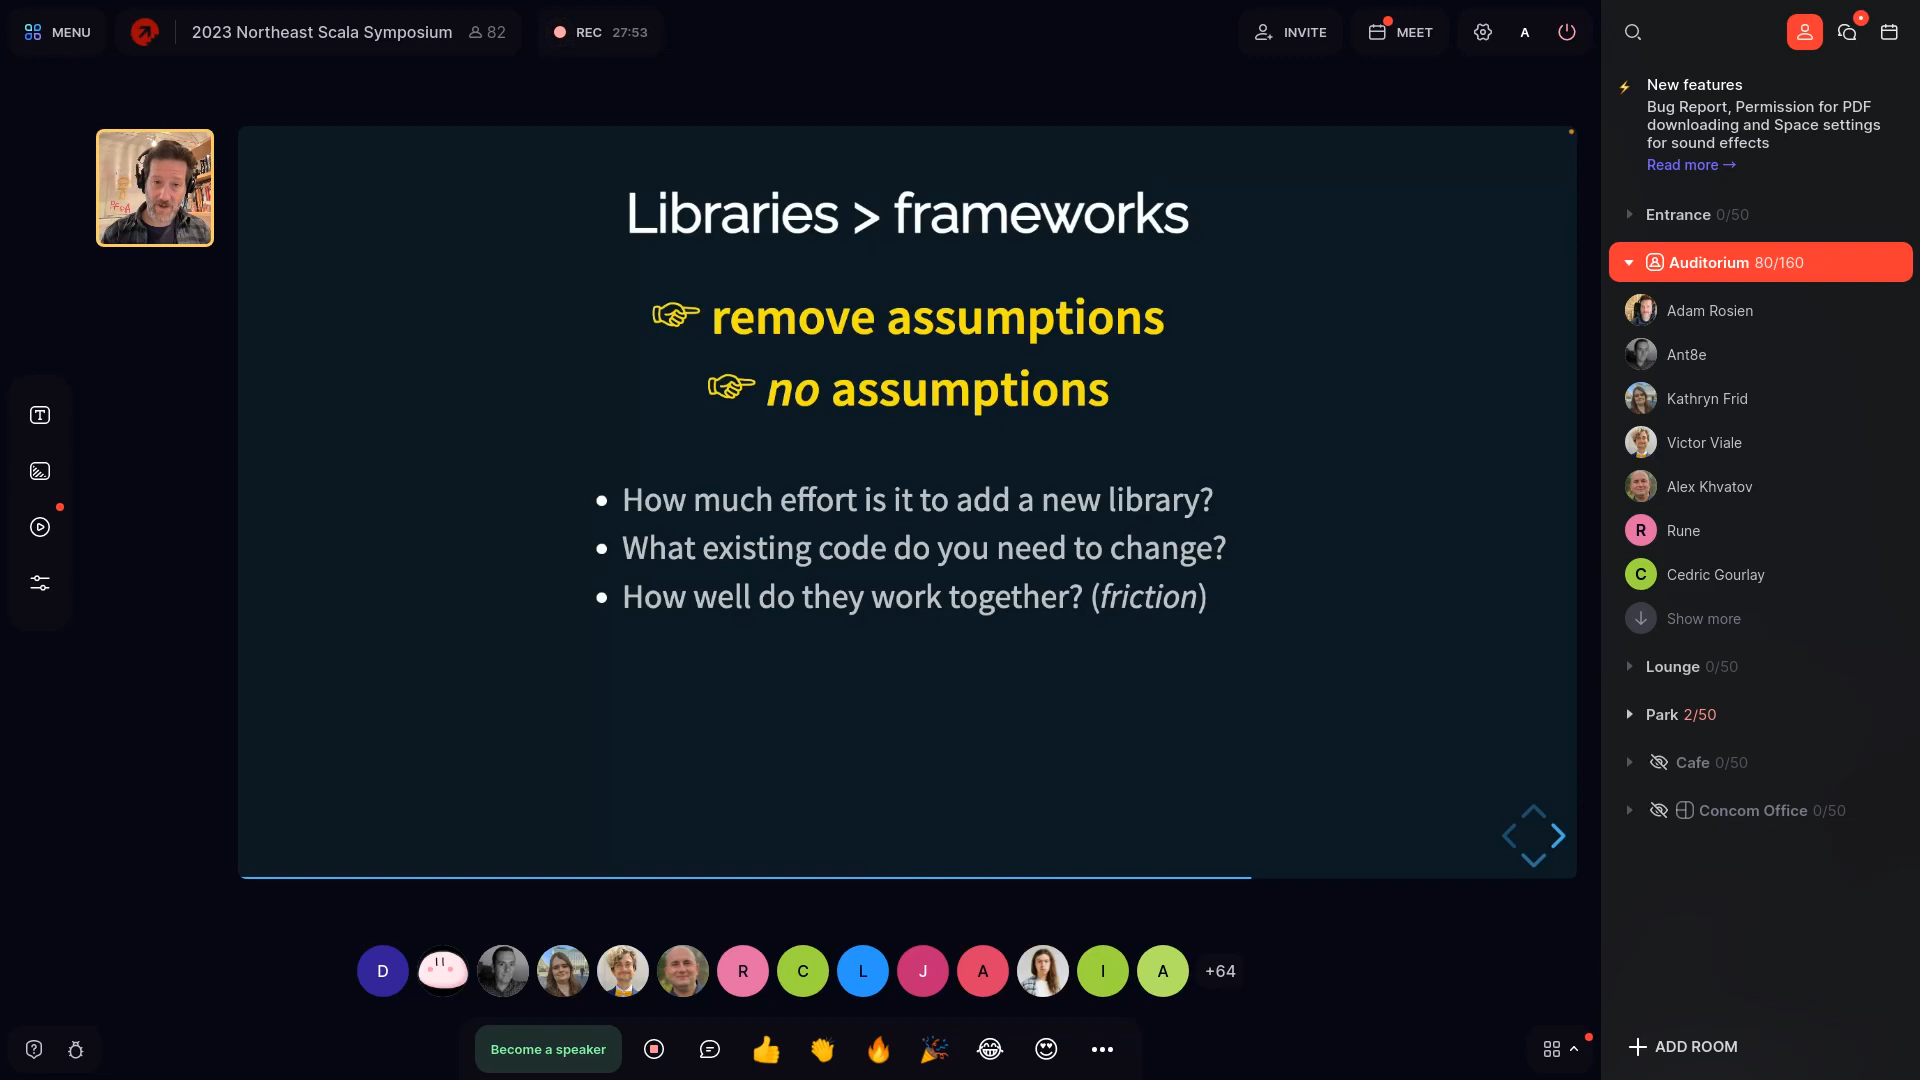 MENU
2023 Northeast Scala Symposium
82
REC 27:53
INVITE
MEET
A
New features
Bug Report, Permission for PDF
downloading and Space settings
for sound effects
Read more →
Libraries > frameworks
☞ remove assumptions
☞ no assumptions
• How much effort is it to add a new library?
• What existing code do you need to change?
• How well do they work together? (friction)
Entrance 0/50
Auditorium 80/160
Adam Rosien
Ant8e
Kathryn Frid
Victor Viale
Alex Khvatov
R
Rune
C
Cedric Gourlay
Show more
Lounge 0/50
Park 2/50
Cafe 0/50
Concom Office 0/50
D
R
C
L
J
A
I
A
+64
Become a speaker
ADD ROOM